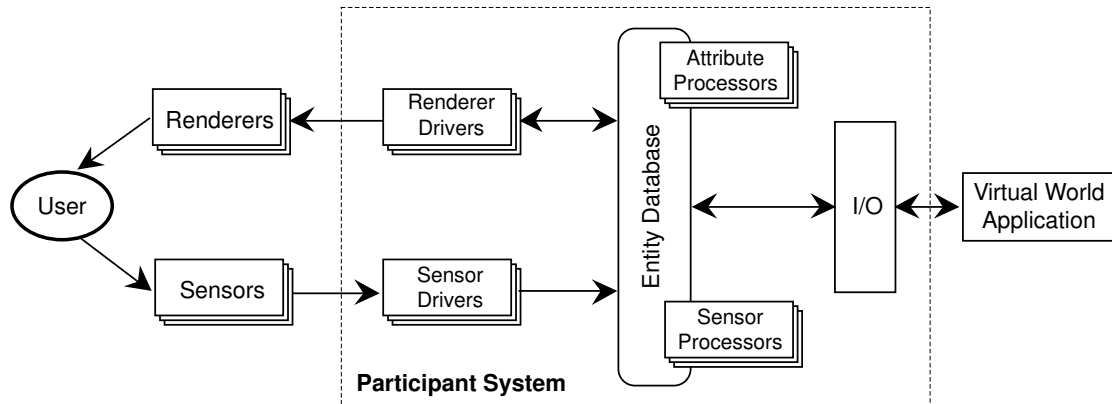 Attribute
Processors
Renderers
Renderer
Drivers
Entity Database
User
I/O
Virtual World
Application
Sensors
Sensor
Drivers
Sensor
Processors
Participant System